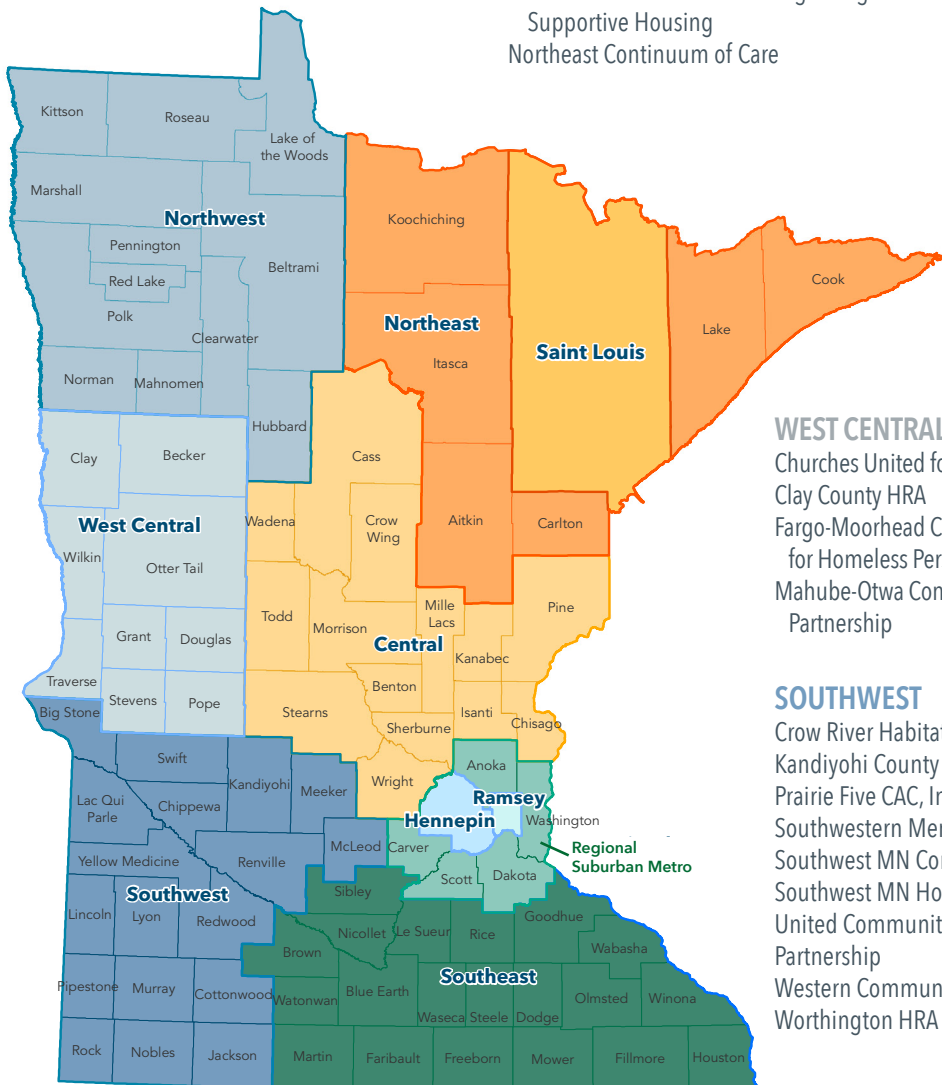 Supportive Housing
Northeast Continuum of Care
Kittson
Roseau
Lake of
the Woods
Marshall
Northwest
Koochiching
Pennington
Beltrami
Red Lake
Cook
Polk
Northeast
Lake
Clearwater
Saint Louis
Itasca
Norman
Mahnomen
Hubbard
Clay
Becker
Cass
West Central
Wadena
Crow
Wing
Aitkin
Carlton
Wilkin
Otter Tail
Todd
Morrison
Mille
Lacs
Pine
Grant
Douglas
Central
Kanabec
Traverse
Benton
Stevens
Pope
Big Stone
Stearns
Sherburne
Isanti
Chisago
Swift
Anoka
Kandiyohi
Meeker
Wright
Lac Qui
Parle
Chippewa
Ramsey
Hennepin
Washington
McLeod
Carver
Regional
Suburban Metro
Yellow Medicine
Renville
Scott
Dakota
Southwest
Sibley
Lincoln
Lyon
Redwood
Nicollet
Le Sueur
Rice
Goodhue
Brown
Wabasha
Southeast
Pipestone
Murray
Cottonwood
Watonwan
Blue Earth
Waseca
Steele
Dodge
Olmsted
Winona
Rock
Nobles
Jackson
Martin
Faribault
Freeborn
Mower
Fillmore
Houston
WEST CENTRAL
Churches United fo
Clay County HRA
Fargo-Moorhead C
for Homeless Per
Mahube-Otwa Con
Partnership
SOUTHWEST
Crow River Habitat
Kandiyohi County
Prairie Five CAC, In
Southwestern Mer
Southwest MN Cor
Southwest MN Ho
United Communit
Partnership
Western Commun
Worthington HRA